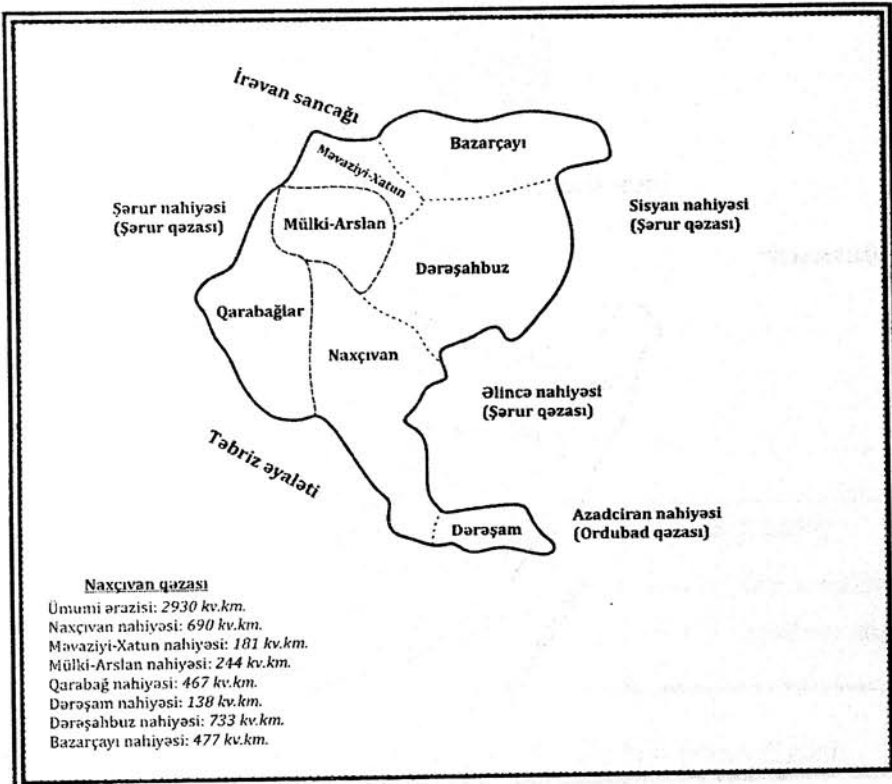 İrəvan sancağı
Bazarçayı
Məvaziyi-Xatun
Şərur nahiyəsi
(Şərur qəzası)
Mülki-Arslan
Sisyan nahiyəsi
(Şərur qəzası)
Dərəşahbuz
Qarabağlar
Naxçıvan
Əlincə nahiyəsi
(Şərur qəzası)
Təbriz əyaləti
Azadciran nahiyəsi
(Ordubad qəzası)
Dərəşam
Naxçıvan qəzası
Ümumi ərazisi: 2930 kv.km.
Naxçıvan nahiyəsi: 690 kv.km.
Məvaziyi-Xatun nahiyəsi: 181 kv.km.
Mülki-Arslan nahiyəsi: 244 kv.km.
Qarabağ nahiyəsi: 467 kv.km.
Dərəşam nahiyəsi: 138 kv.km.
Dərəşahbuz nahiyəsi: 733 kv.km.
Bazarçayı nahiyəsi: 477 kv.km.